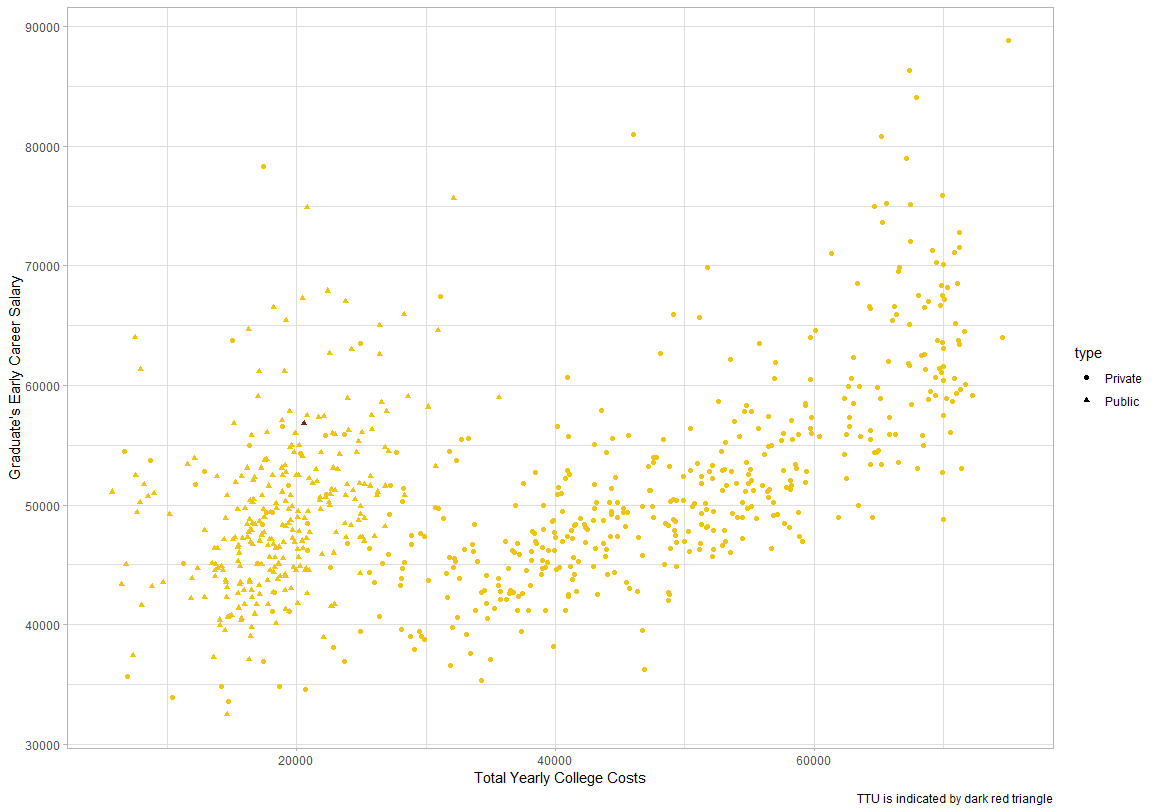 90000
80000
70000
60000
50000
40000
30000
Graduate's Early Career Salary
20000
40000
60000
Total Yearly College Costs
type
Private
Public
TTU is indicated by dark red triangle